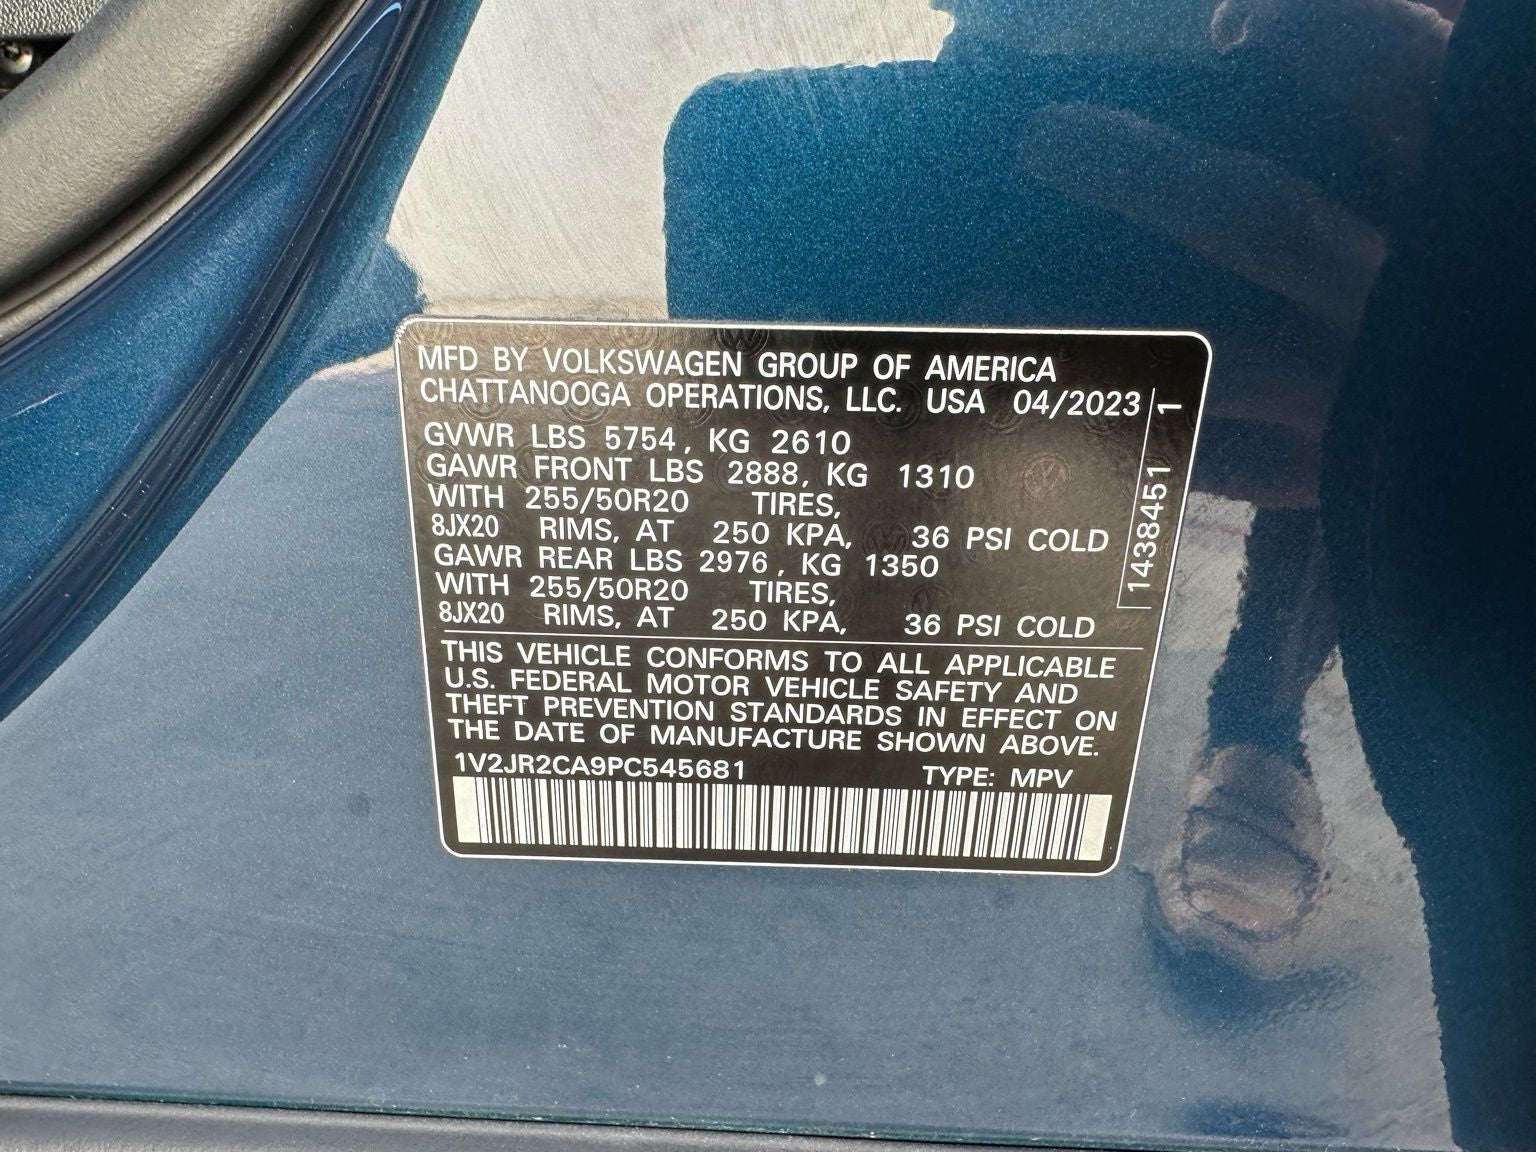 MFD BY VOLKSWAGEN GROUP OF AMERICA
CHATTANOOGA OPERATIONS, LLC. USA 04/2023
GVWR LBS 5754, KG 2610
GAWR FRONT LBS 2888, KG 1310
WITH 255/50R20 TIRES,
8JX20 RIMS, AT 250 KPA, 36 PSI COLD
GAWR REAR LBS 2976, KG 1350
WITH 255/50R20 TIRES,
8JX20 RIMS, AT 250 KPA, 36 PSI COLD
1438451 1
THIS VEHICLE CONFORMS TO ALL APPLICABLE
U.S. FEDERAL MOTOR VEHICLE SAFETY AND
THEFT PREVENTION STANDARDS IN EFFECT ON
THE DATE OF MANUFACTURE SHOWN ABOVE.
1V2JR2CA9PC545681 TYPE: MPV